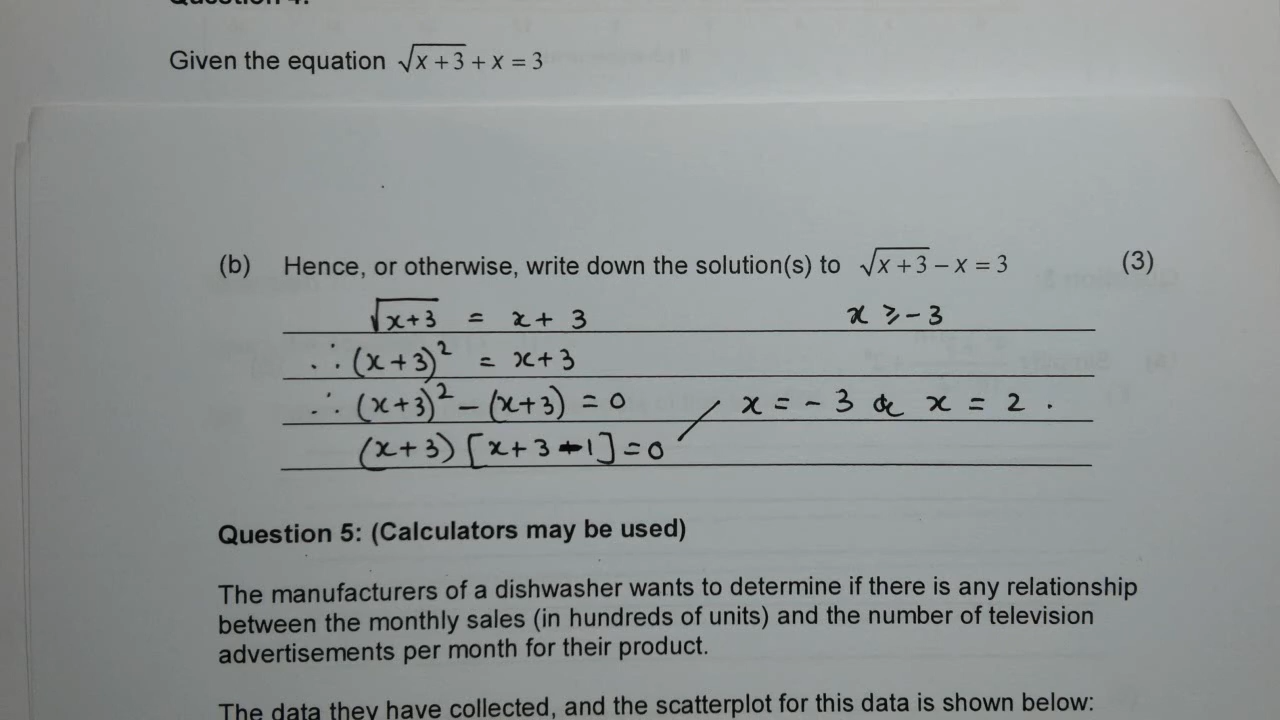 Question 4:
Given the equation √(x + 3) + x = 3
(b) Hence, or otherwise, write down the solution(s) to √(x + 3) − x = 3 (3)
√(x+3) = x + 3 x ≥ −3
∴ (x + 3)² = x + 3
∴ (x + 3)² − (x+3) = 0 x = − 3 & x = 2 .
(x + 3) [x + 3 − 1] = 0
Question 5: (Calculators may be used)
The manufacturers of a dishwasher wants to determine if there is any relationship
between the monthly sales (in hundreds of units) and the number of television
advertisements per month for their product.
The data they have collected, and the scatterplot for this data is shown below: